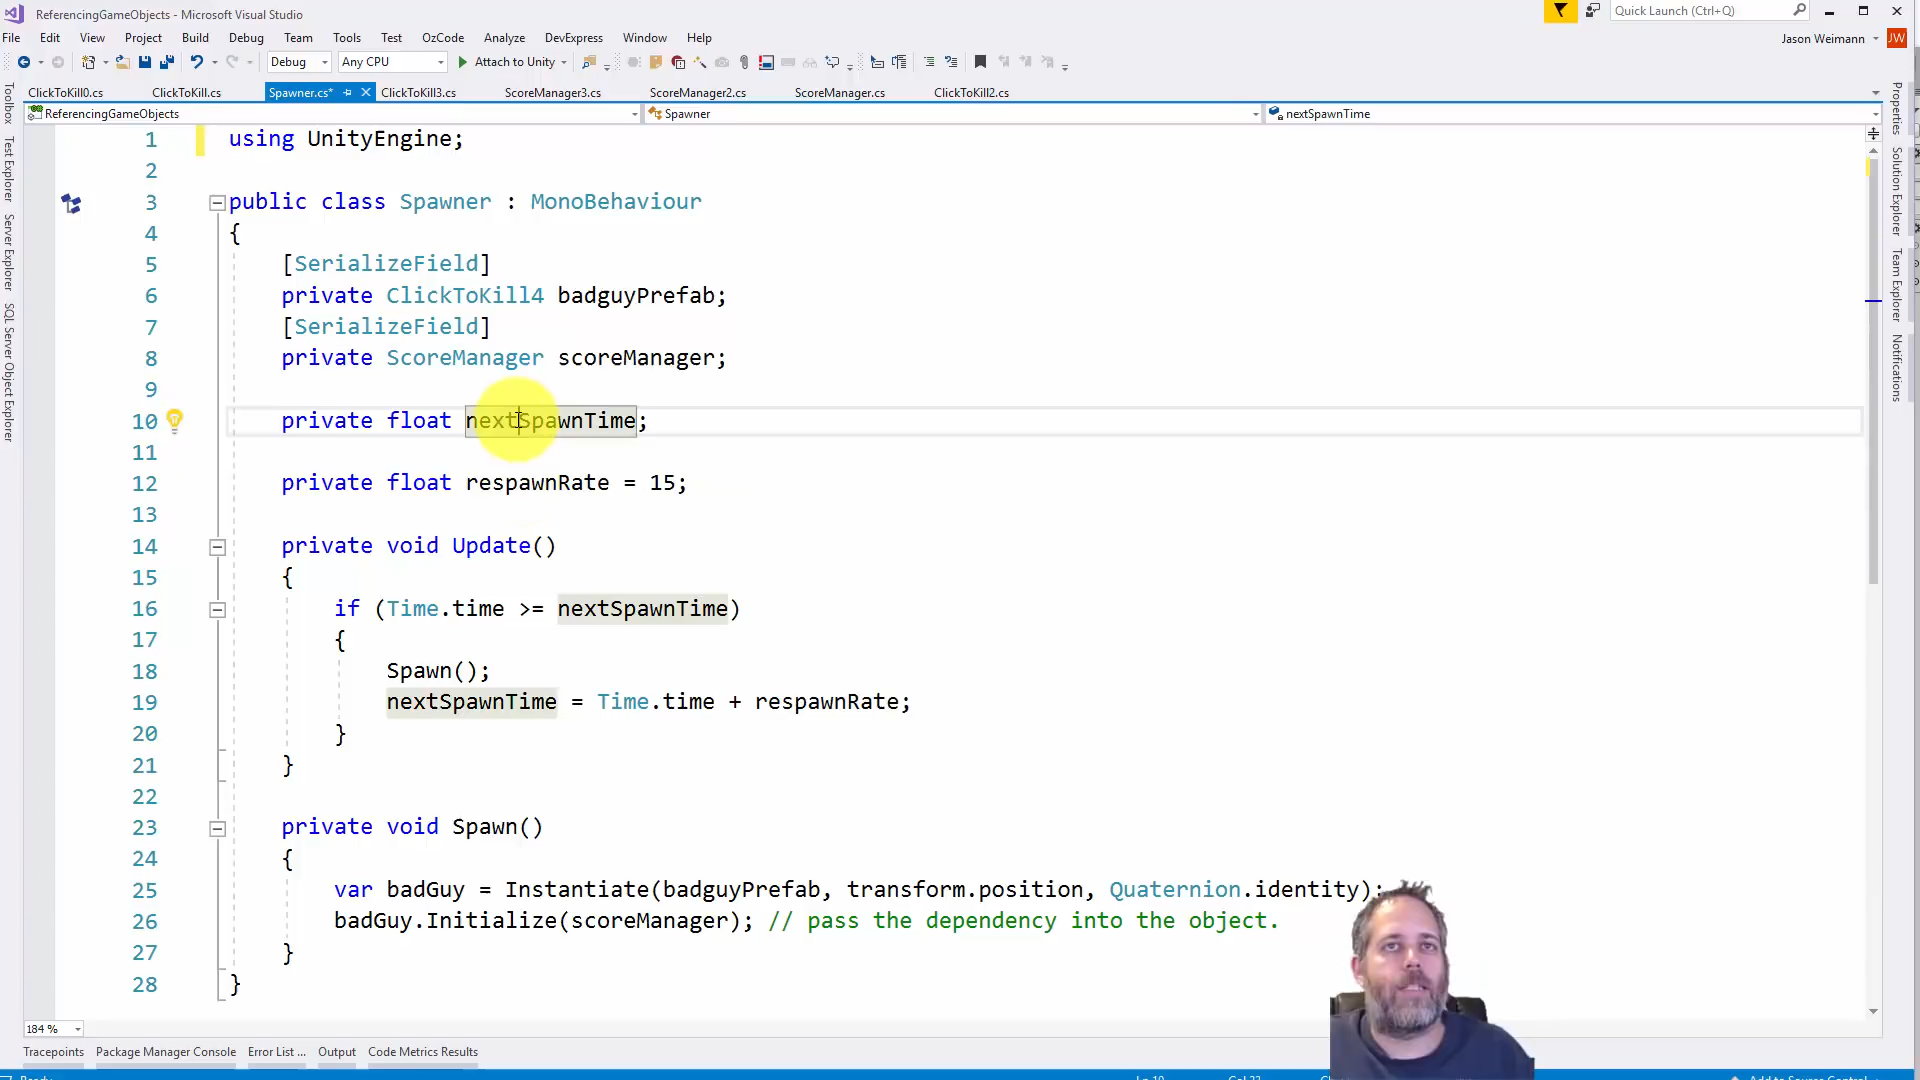 ReferencingGameObjects - Microsoft Visual Studio
Quick Launch (Ctrl+Q)
File Edit View Project Build Debug Team Tools Test OzCode Analyze DevExpress Window Help
Jason Weimann JW
Debug Any CPU Attach to Unity
ClickToKill0.cs ClickToKill.cs Spawner.cs* ClickToKill3.cs ScoreManager3.cs ScoreManager2.cs ScoreManager.cs ClickToKill2.cs
ReferencingGameObjects Spawner nextSpawnTime
Toolbox
Test Explorer
Server Explorer
SQL Server Object Explorer
1 using UnityEngine;
2
3 public class Spawner : MonoBehaviour
4 {
5 [SerializeField]
6 private ClickToKill4 badguyPrefab;
7 [SerializeField]
8 private ScoreManager scoreManager;
9
10 private float nextSpawnTime;
11
12 private float respawnRate = 15;
13
14 private void Update()
15 {
16 if (Time.time >= nextSpawnTime)
17 {
18 Spawn();
19 nextSpawnTime = Time.time + respawnRate;
20 }
21 }
22
23 private void Spawn()
24 {
25 var badGuy = Instantiate(badguyPrefab, transform.position, Quaternion.identity);
26 badGuy.Initialize(scoreManager); // pass the dependency into the object.
27 }
28 }
Properties
Solution Explorer
Team Explorer
Notifications
184 %
Tracepoints Package Manager Console Error List ... Output Code Metrics Results